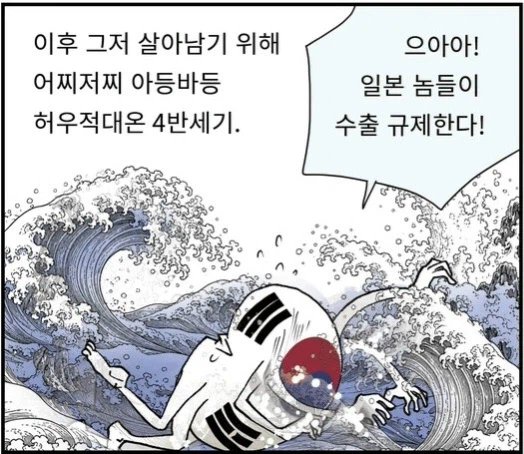 이후 그저 살아남기 위해
어찌저찌 아등바등
허우적대온 4반세기.
으아아!
일본 놈들이
수출 규제한다!